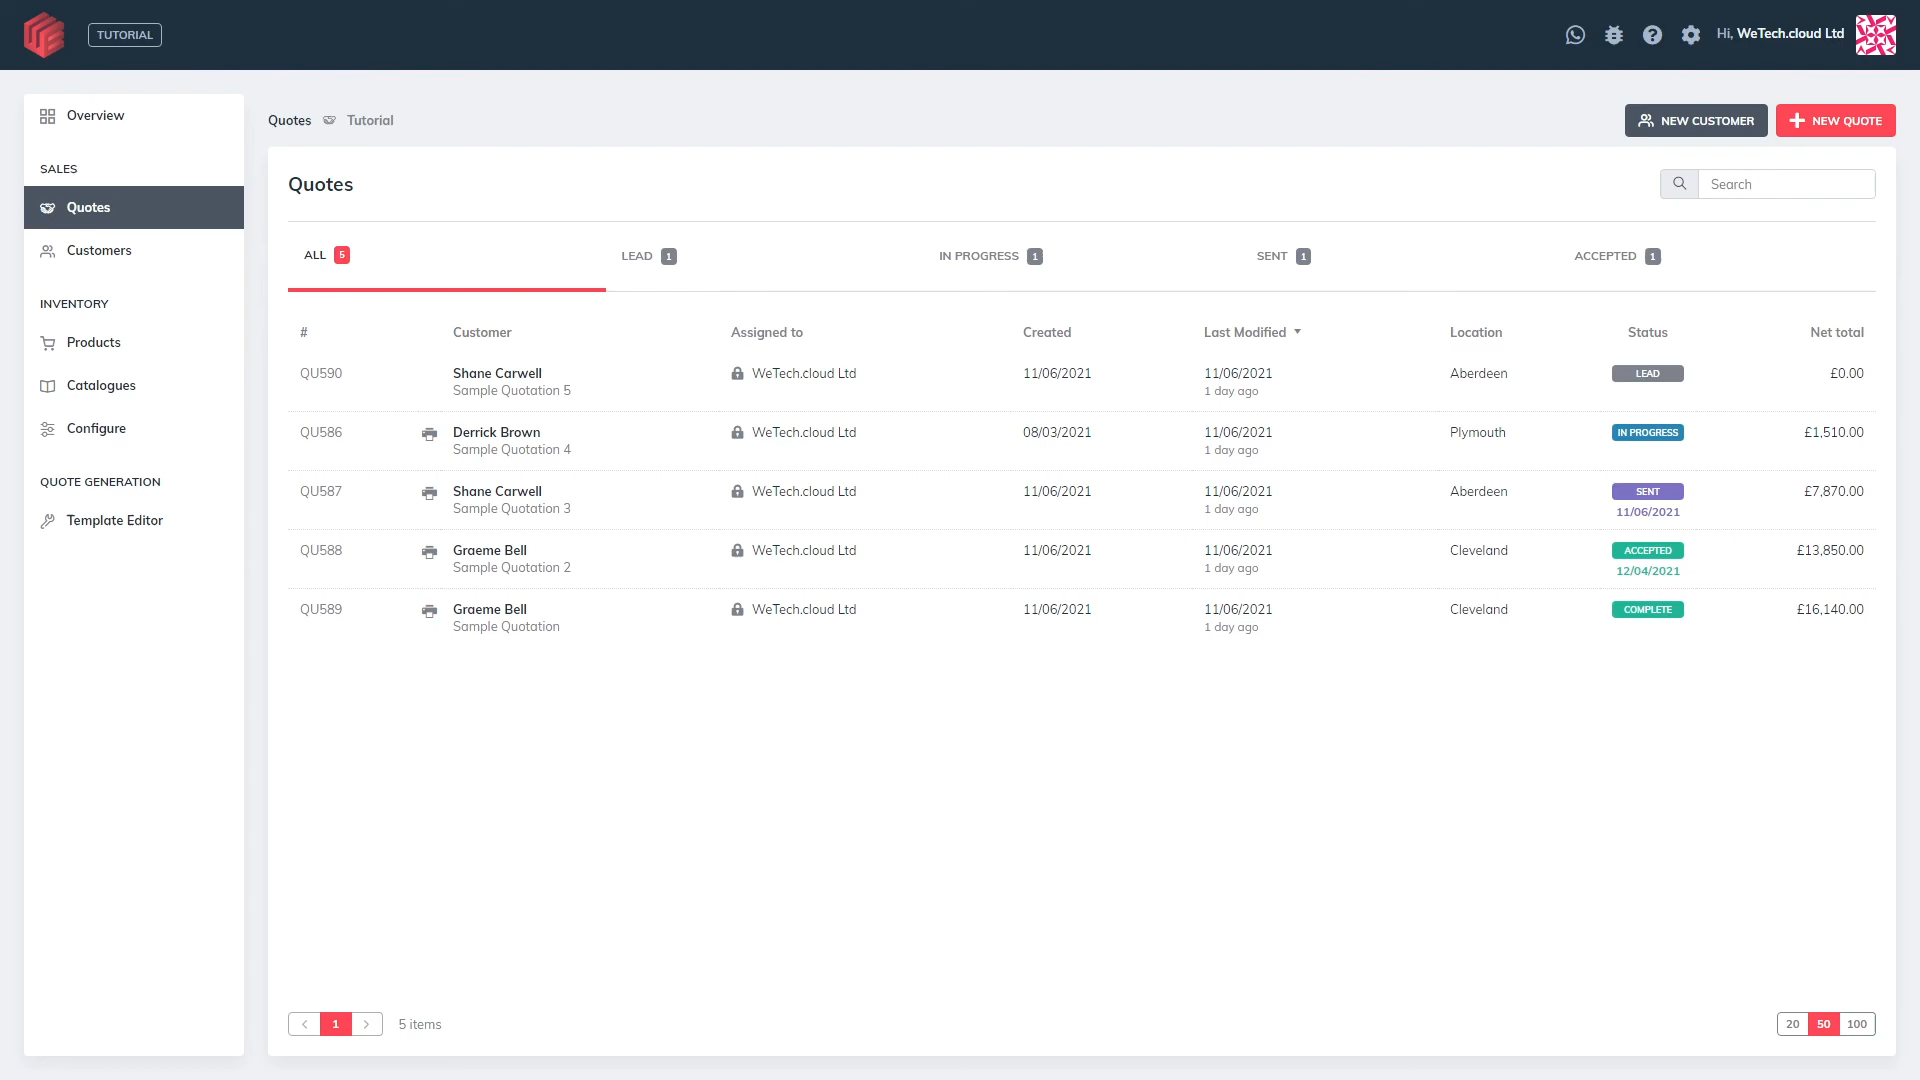 TUTORIAL
Hi, WeTech.cloud Ltd
Overview
SALES
Quotes
Customers
INVENTORY
Products
Catalogues
Configure
QUOTE GENERATION
Template Editor
Quotes Tutorial
NEW CUSTOMER
NEW QUOTE
Quotes
Search
ALL 5 LEAD 1 IN PROGRESS 1 SENT 1 ACCEPTED 1
# Customer Assigned to Created Last Modified Location Status Net total
QU590 Shane Carwell WeTech.cloud Ltd 11/06/2021 11/06/2021 Aberdeen LEAD £0.00
Sample Quotation 5 1 day ago
QU586 Derrick Brown WeTech.cloud Ltd 08/03/2021 11/06/2021 Plymouth IN PROGRESS £1,510.00
Sample Quotation 4 1 day ago
QU587 Shane Carwell WeTech.cloud Ltd 11/06/2021 11/06/2021 Aberdeen SENT £7,870.00
Sample Quotation 3 1 day ago 11/06/2021
QU588 Graeme Bell WeTech.cloud Ltd 11/06/2021 11/06/2021 Cleveland ACCEPTED £13,850.00
Sample Quotation 2 1 day ago 12/04/2021
QU589 Graeme Bell WeTech.cloud Ltd 11/06/2021 11/06/2021 Cleveland COMPLETE £16,140.00
Sample Quotation 1 day ago
1 5 items
20 50 100